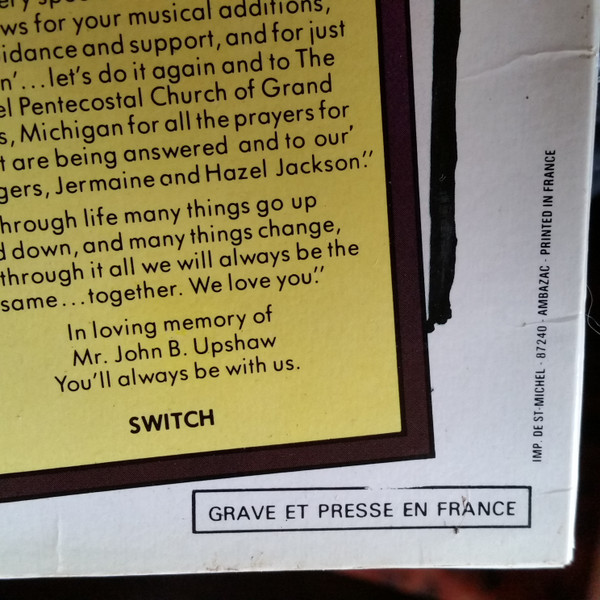 ws for your musical additions,
idance and support, and for just
n'...let's do it again and to The
el Pentecostal Church of Grand
s, Michigan for all the prayers for
t are being answered and to our'
gers, Jermaine and Hazel Jackson."
hrough life many things go up
d down, and many things change,
through it all we will always be the
same...together. We love you."
In loving memory of
Mr. John B. Upshaw
You'll always be with us.
SWITCH
GRAVE ET PRESSE EN FRANCE
IMP. DE ST-MICHEL - 87240 - AMBAZAC - PRINTED IN FRANCE